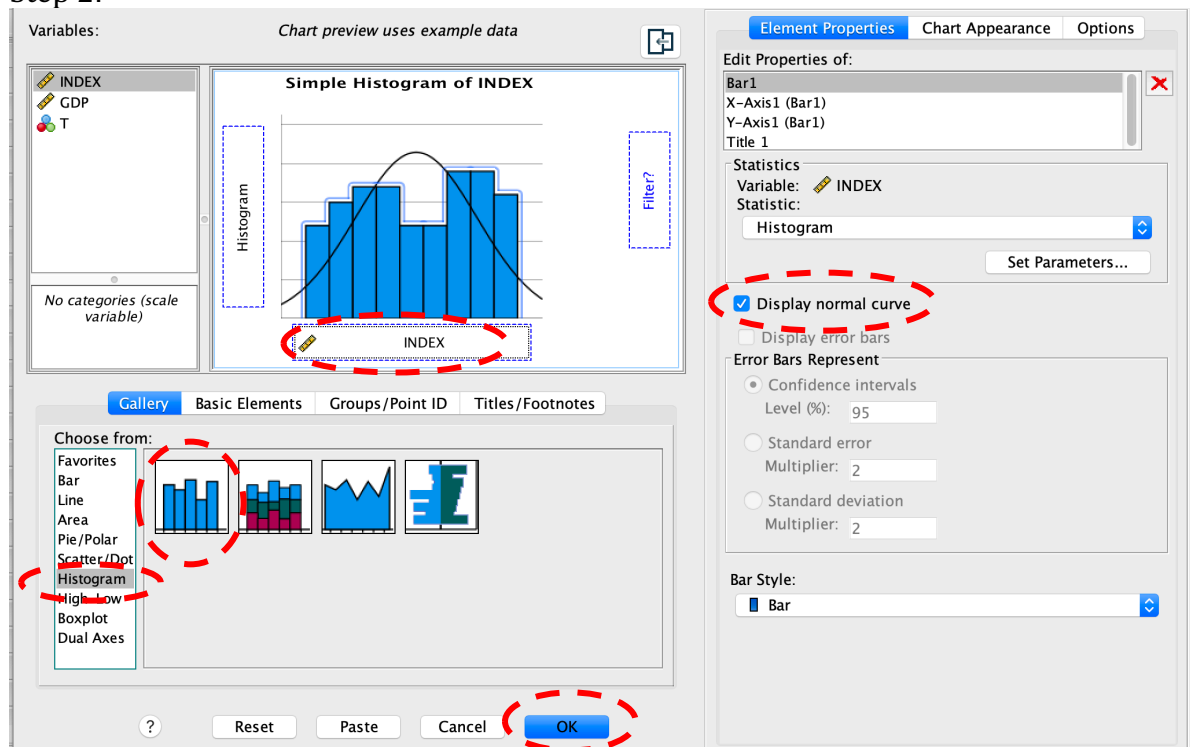 Step 2:
Variables:
Chart preview uses example data
INDEX
GDP
T
No categories (scale
variable)
Simple Histogram of INDEX
Histogram
Filter?
INDEX
Gallery
Basic Elements
Groups/Point ID
Titles/Footnotes
Choose from:
Favorites
Bar
Line
Area
Pie/Polar
Scatter/Dot
Histogram
High-Low
Boxplot
Dual Axes
?
Reset
Paste
Cancel
OK
Element Properties
Chart Appearance
Options
Edit Properties of:
Bar1
X-Axis1 (Bar1)
Y-Axis1 (Bar1)
Title 1
Statistics
Variable: INDEX
Statistic:
Histogram
Set Parameters...
Display normal curve
Display error bars
Error Bars Represent
Confidence intervals
Level (%): 95
Standard error
Multiplier: 2
Standard deviation
Multiplier: 2
Bar Style:
Bar